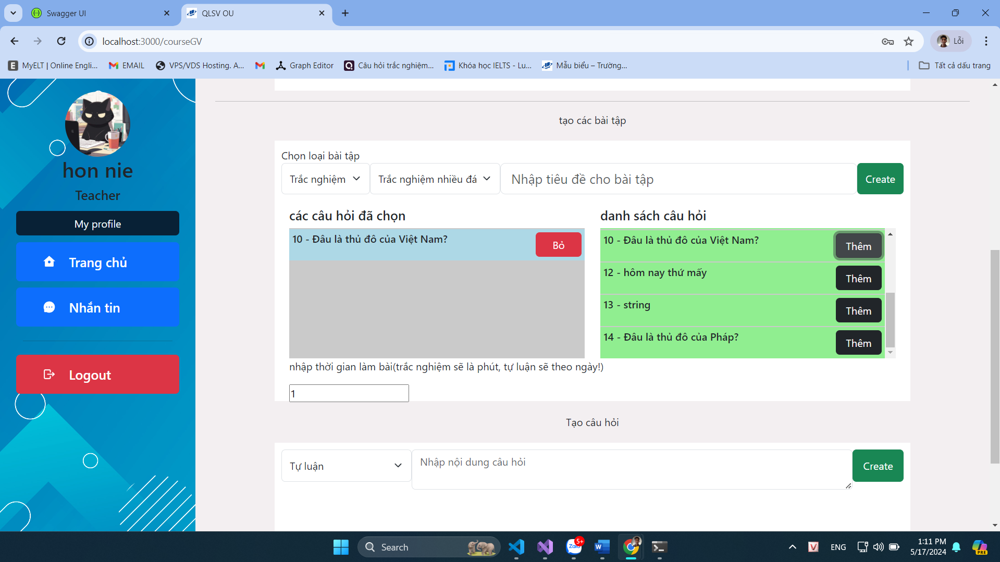 Swagger UI
QLSV OU
localhost:3000/courseGV
Lỗi
MyELT | Online Engli...
EMAIL
VPS/VDS Hosting. A...
Graph Editor
Câu hỏi trắc nghiệm...
Khóa học IELTS - Lu...
Mẫu biểu – Trường...
Tất cả dấu trang
hon nie
Teacher
My profile
Trang chủ
Nhắn tin
Logout
tạo các bài tập
Chọn loại bài tập
Trắc nghiệm
Trắc nghiệm nhiều đá
Nhập tiêu đề cho bài tập
Create
các câu hỏi đã chọn
10 - Đâu là thủ đô của Việt Nam?
Bỏ
danh sách câu hỏi
10 - Đâu là thủ đô của Việt Nam?
Thêm
12 - hôm nay thứ mấy
Thêm
13 - string
Thêm
14 - Đâu là thủ đô của Pháp?
Thêm
nhập thời gian làm bài(trắc nghiệm sẽ là phút, tự luận sẽ theo ngày!)
1
Tạo câu hỏi
Tự luận
Nhập nội dung câu hỏi
Create
Search
Zalo
5+
W
V
ENG
1:11 PM
5/17/2024
PRE